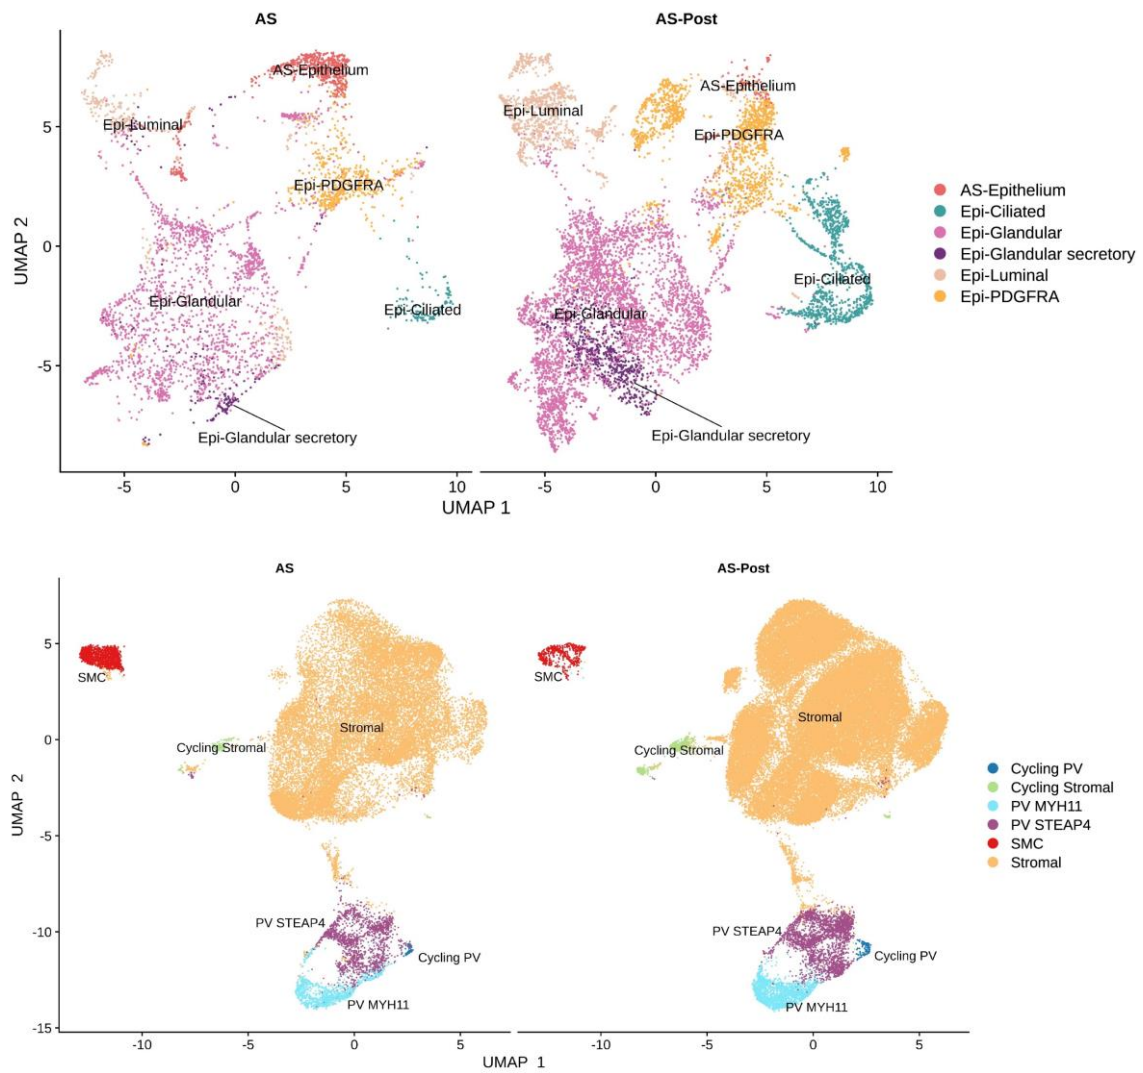 AS
AS-Post
AS-Epithelium
Epi-Luminal
Epi-PDGFRA
Epi-Glandular
Epi-Ciliated
Epi-Glandular secretory
AS-Epithelium
Epi-Luminal
Epi-PDGFRA
Epi-Ciliated
Epi-Glandular
Epi-Glandular secretory
5
0
-5
UMAP 2
-5
0
5
10
-5
0
5
10
UMAP 1
AS-Epithelium
Epi-Ciliated
Epi-Glandular
Epi-Glandular secretory
Epi-Luminal
Epi-PDGFRA
AS
AS-Post
SMC
Stromal
Cycling Stromal
PV STEAP4
Cycling PV
PV MYH11
SMC
Stromal
Cycling Stromal
PV STEAP4
Cycling PV
PV MYH11
5
0
-5
-10
-15
UMAP 2
-10
-5
0
5
-10
-5
0
5
UMAP 1
Cycling PV
Cycling Stromal
PV MYH11
PV STEAP4
SMC
Stromal